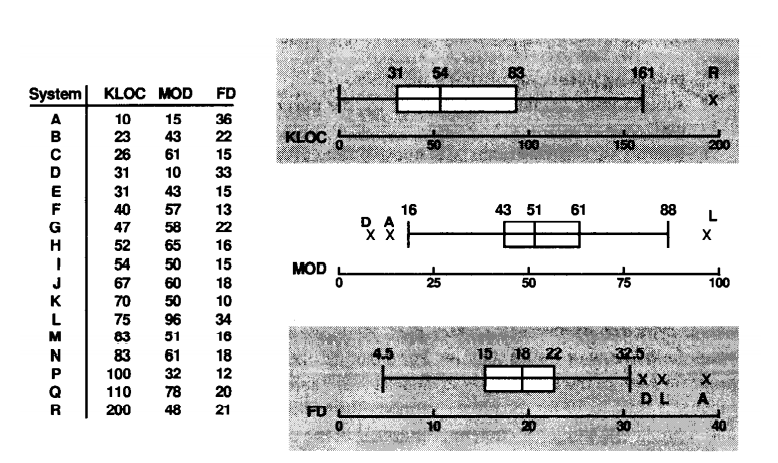 System KLOC MOD FD
A 10 15 36
B 23 43 22
C 26 61 15
D 31 10 33
E 31 43 15
F 40 57 13
G 47 58 22
H 52 65 16
I 54 50 15
J 67 60 18
K 70 50 10
L 75 96 34
M 83 51 16
N 83 61 18
P 100 32 12
Q 110 78 20
R 200 48 21
31 54 83 161 R
X
KLOC
0 50 100 150 200
D A 16 43 51 61 88 L
X X X
MOD
0 25 50 75 100
4.5 15 18 22 32.5
X X X
D L A
FD
0 10 20 30 40